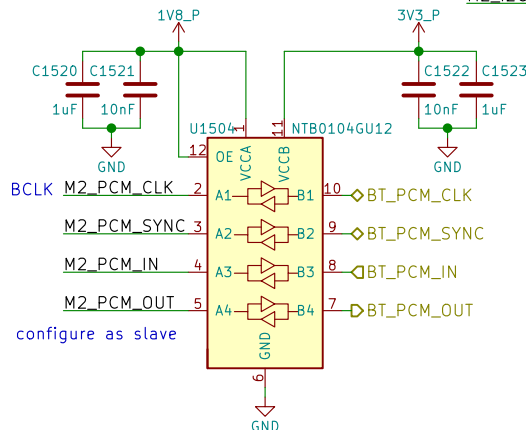 1V8_P
3V3_P
C1520
C1521
C1522
C1523
1uF
10nF
10nF
1uF
GND
GND
U1504
NTB0104GU12
1
11
12
OE
VCCA
VCCB
BCLK
M2_PCM_CLK
2
A1
B1
10
BT_PCM_CLK
M2_PCM_SYNC
3
A2
B2
9
BT_PCM_SYNC
M2_PCM_IN
4
A3
B3
8
BT_PCM_IN
M2_PCM_OUT
5
A4
B4
7
BT_PCM_OUT
configure as slave
GND
6
GND